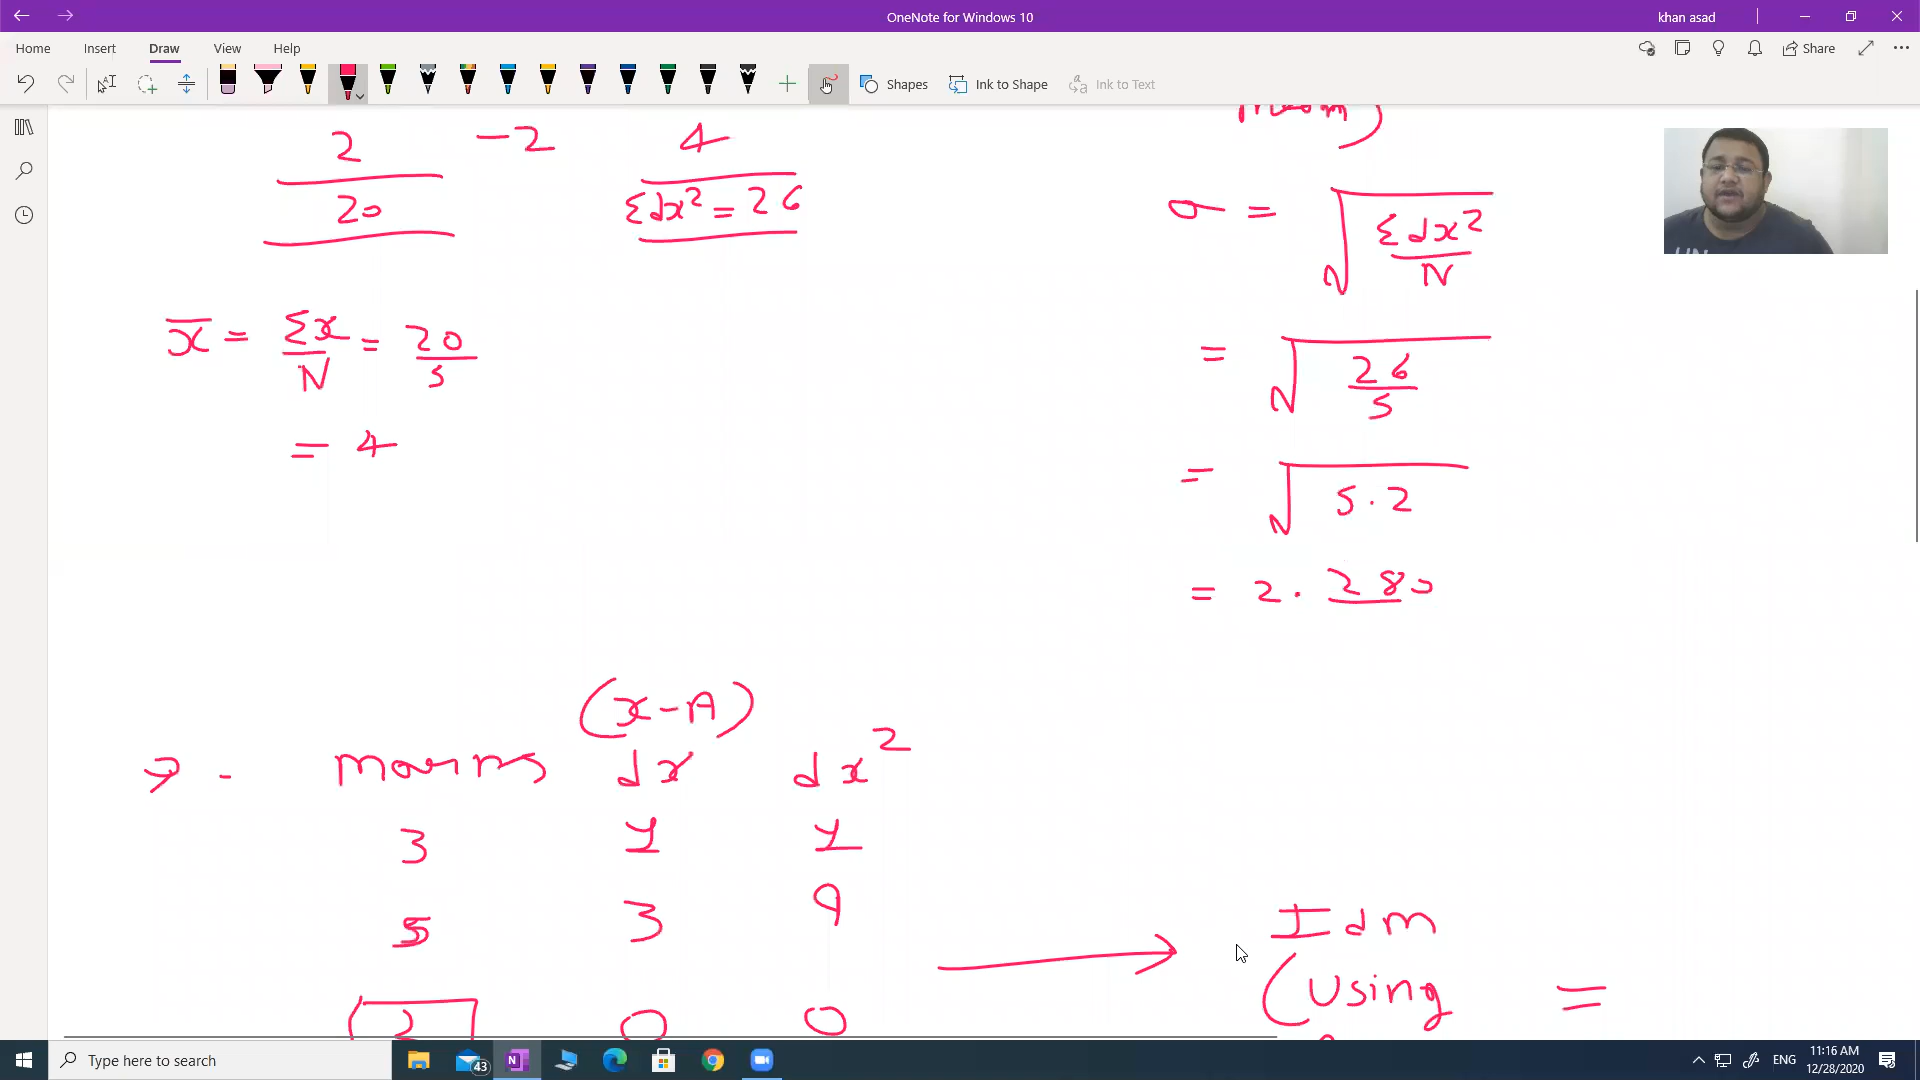 OneNote for Windows 10
khan asad
Home Insert Draw View Help
Share
Shapes Ink to Shape Ink to Text
mean)
2 -2 4
20 Σdx² = 26
σ = √Σdx²/N
x̄ = Σx/N = 20/5
= √26/5
= 4
= √5.2
= 2.280
(x-A)
→ - marks dx dx²
3 1 1
5 3 9
Idm
(Using =
2 0 0
Type here to search
43
ENG
11:16 AM
12/28/2020